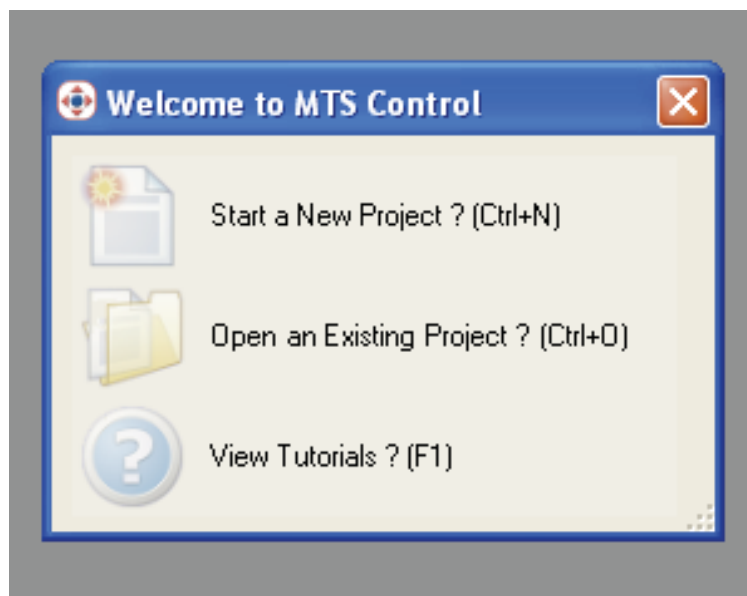 Welcome to MTS Control
Start a New Project ? (Ctrl+N)
Open an Existing Project ? (Ctrl+O)
View Tutorials ? (F1)